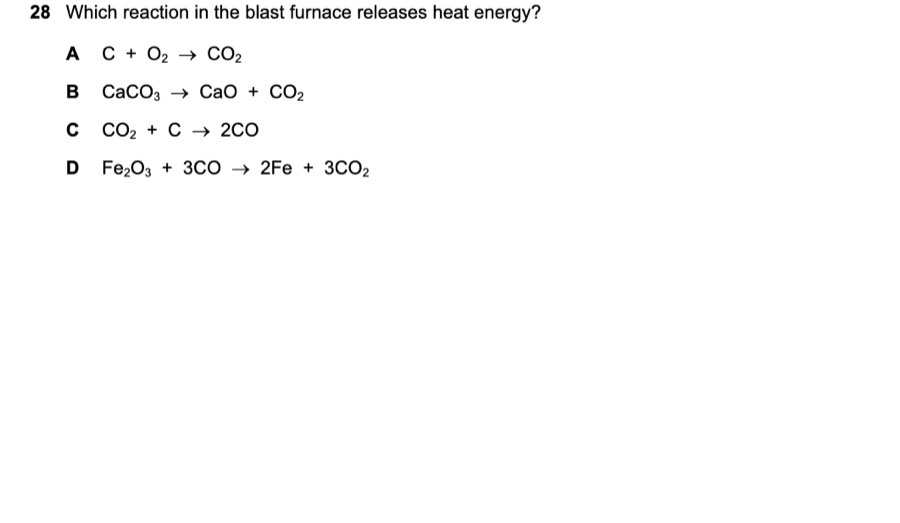 28 Which reaction in the blast furnace releases heat energy?
A C + O₂ → CO₂
B CaCO₃ → CaO + CO₂
C CO₂ + C → 2CO
D Fe₂O₃ + 3CO → 2Fe + 3CO₂